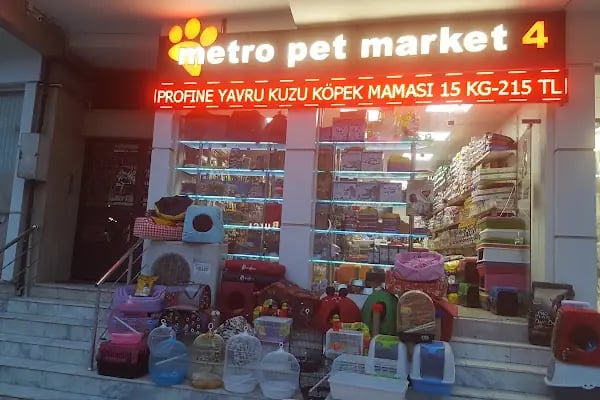 metro pet market 4
PROFINE YAVRU KUZU KÖPEK MAMASI 15 KG-215 TL